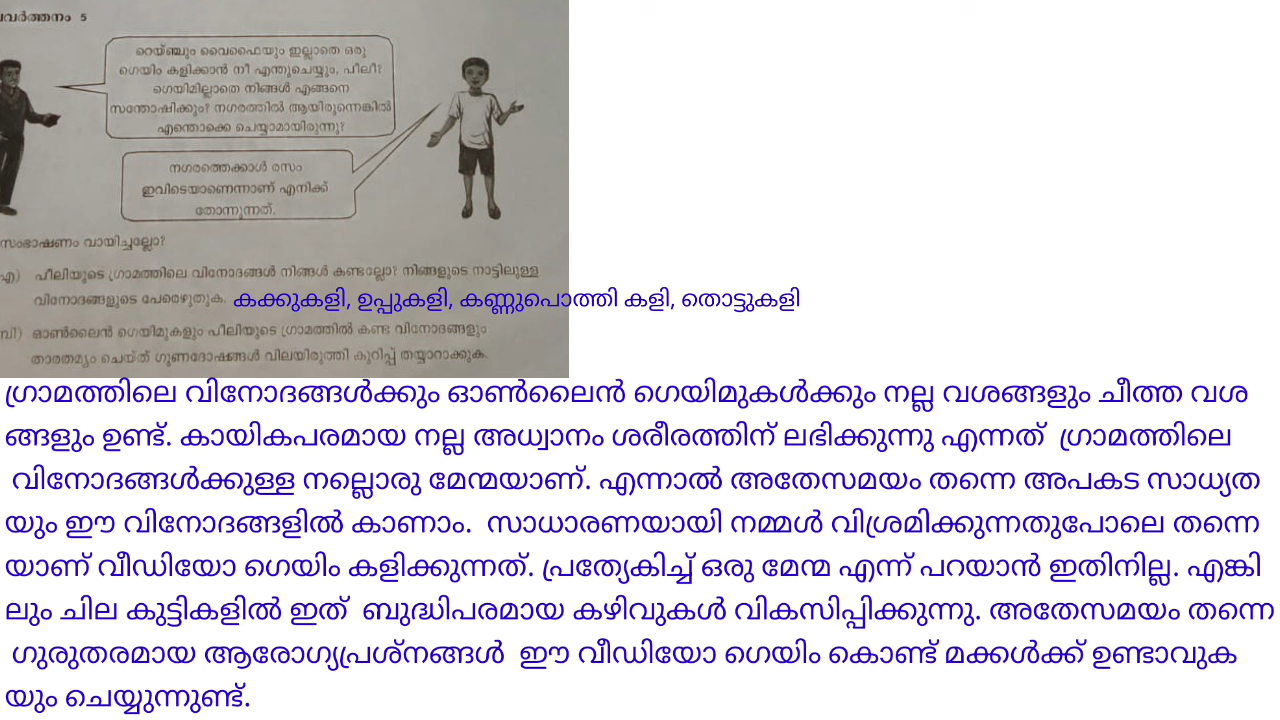 പ്രവർത്തനം 5
റെയ്ഞ്ചും വൈഫൈയും ഇല്ലാതെ ഒരു
ഗെയിം കളിക്കാൻ നീ എന്തുചെയ്യും, പീലീ?
ഗെയിമില്ലാതെ നിങ്ങൾ എങ്ങനെ
സന്തോഷിക്കും? നഗരത്തിൽ ആയിരുന്നെങ്കിൽ
എന്തൊക്കെ ചെയ്യാമായിരുന്നു?
നഗരത്തെക്കാൾ രസം
ഇവിടെയാണെന്നാണ് എനിക്ക്
തോന്നുന്നത്.
സംഭാഷണം വായിച്ചല്ലോ?
എ) പീലിയുടെ ഗ്രാമത്തിലെ വിനോദങ്ങൾ നിങ്ങൾ കണ്ടല്ലോ? നിങ്ങളുടെ നാട്ടിലുള്ള
വിനോദങ്ങളുടെ പേരെഴുതുക. കക്കുകളി, ഉപ്പുകളി, കണ്ണുപൊത്തി കളി, തൊട്ടുകളി
ബി) ഓൺലൈൻ ഗെയിമുകളും പീലിയുടെ ഗ്രാമത്തിൽ കണ്ട വിനോദങ്ങളും
താരതമ്യം ചെയ്ത് ഗുണദോഷങ്ങൾ വിലയിരുത്തി കുറിപ്പ് തയ്യാറാക്കുക.
ഗ്രാമത്തിലെ വിനോദങ്ങൾക്കും ഓൺലൈൻ ഗെയിമുകൾക്കും നല്ല വശങ്ങളും ചീത്ത വശ
ങ്ങളും ഉണ്ട്. കായികപരമായ നല്ല അധ്വാനം ശരീരത്തിന് ലഭിക്കുന്നു എന്നത് ഗ്രാമത്തിലെ
വിനോദങ്ങൾക്കുള്ള നല്ലൊരു മേന്മയാണ്. എന്നാൽ അതേസമയം തന്നെ അപകട സാധ്യത
യും ഈ വിനോദങ്ങളിൽ കാണാം. സാധാരണയായി നമ്മൾ വിശ്രമിക്കുന്നതുപോലെ തന്നെ
യാണ് വീഡിയോ ഗെയിം കളിക്കുന്നത്. പ്രത്യേകിച്ച് ഒരു മേന്മ എന്ന് പറയാൻ ഇതിനില്ല. എങ്കി
ലും ചില കുട്ടികളിൽ ഇത് ബുദ്ധിപരമായ കഴിവുകൾ വികസിപ്പിക്കുന്നു. അതേസമയം തന്നെ
ഗുരുതരമായ ആരോഗ്യപ്രശ്നങ്ങൾ ഈ വീഡിയോ ഗെയിം കൊണ്ട് മക്കൾക്ക് ഉണ്ടാവുക
യും ചെയ്യുന്നുണ്ട്.